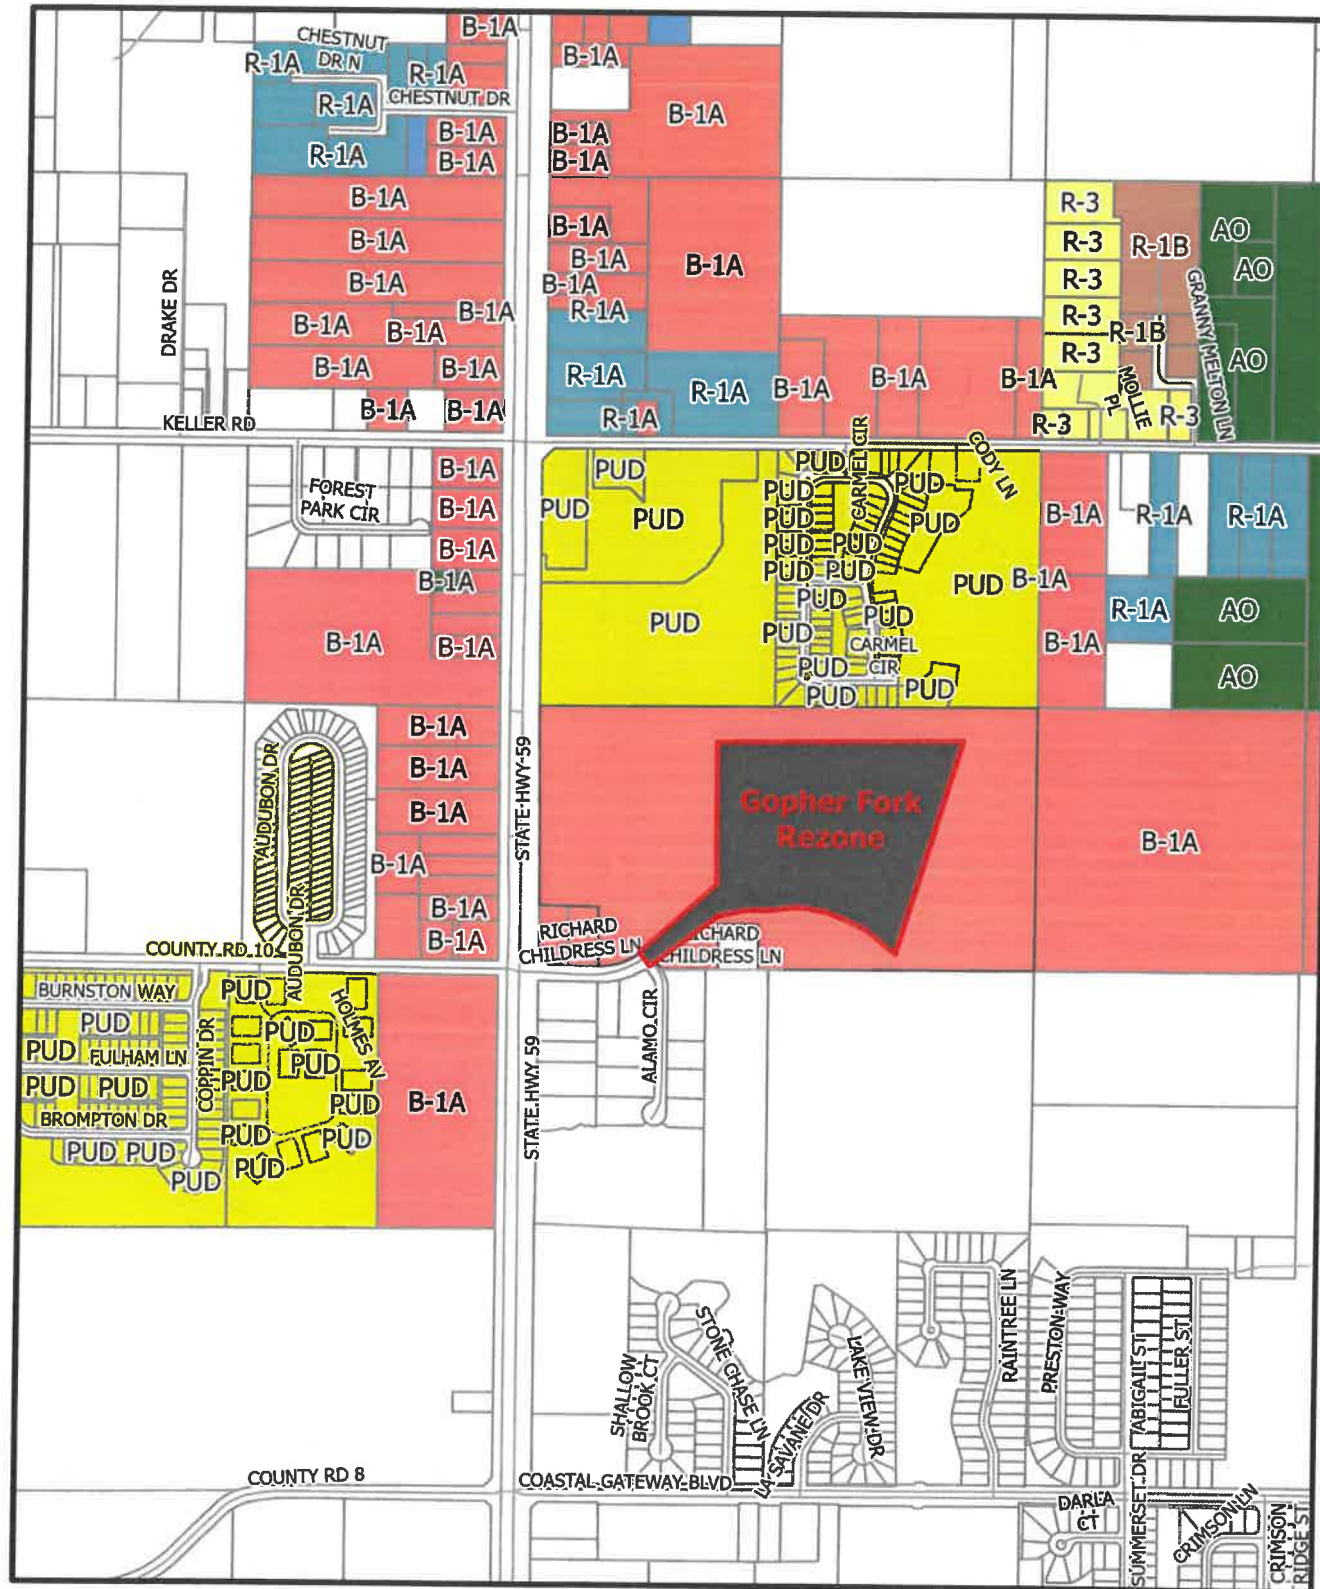 B-1A
CHESTNUT
DR N
R-1A
R-1A
B-1A
CHESTNUT DR
R-1A
B-1A
B-1A
B-1A
B-1A
R-1A
B-1A
B-1A
B-1A
R-3
AO
B-1A
R-3
R-1B
B-1A
B-1A
B-1A
AO
B-1A
B-1A
R-3
GRANNY MELTON LN
DRAKE DR
B-1A
R-1A
R-3
B-1A
B-1A
R-1B
B-1A
B-1A
R-1A
R-1A
R-3
AO
B-1A
B-1A
B-1A
MOLLIE
PL
B-1A
B-1A
R-1A
R-3
R-3
KELLER RD
CARMEL CIR
CODY LN
B-1A
PUD
PUD
PUD
FOREST
PARK CIR
B-1A
PUD
PUD
PUD
PUD
PUD
B-1A
R-1A
R-1A
B-1A
PUD
PUD
B-1A
PUD
PUD
PUD
B-1A
PUD
PUD
PUD
R-1A
AO
B-1A
B-1A
PUD
PUD
CARMEL
CIR
B-1A
PUD
PUD
PUD
AO
B-1A
B-1A
B-1A
STATE HWY 59
AUDUBON DR
Gopher Fork
Rezone
B-1A
B-1A
AUDUBON DR
B-1A
B-1A
RICHARD
CHILDRESS LN
RICHARD
CHILDRESS LN
COUNTY RD 10
BURNSTON WAY
PUD
HOLMES AV
ALAMO CIR
PUD
PUD
PUD
FULHAM LN
COPPIN DR
PUD
STATE HWY 59
PUD
PUD
PUD
PUD
B-1A
BROMPTON DR
PUD
PUD
PUD
PUD
PUD
PUD
PUD
STONE CHASE LN
LAKE VIEW DR
RAINTREE LN
PRESTON WAY
ABIGAIL ST
FULLER ST
SHALLOW
BROOK CT
LA SAVANE DR
COUNTY RD 8
COASTAL GATEWAY BLVD
SUMMERSET DR
DARLA
CT
CRIMSON LN
CRIMSON
RIDGE ST